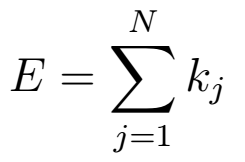 E = \sum_{j=1}^{N} k_j